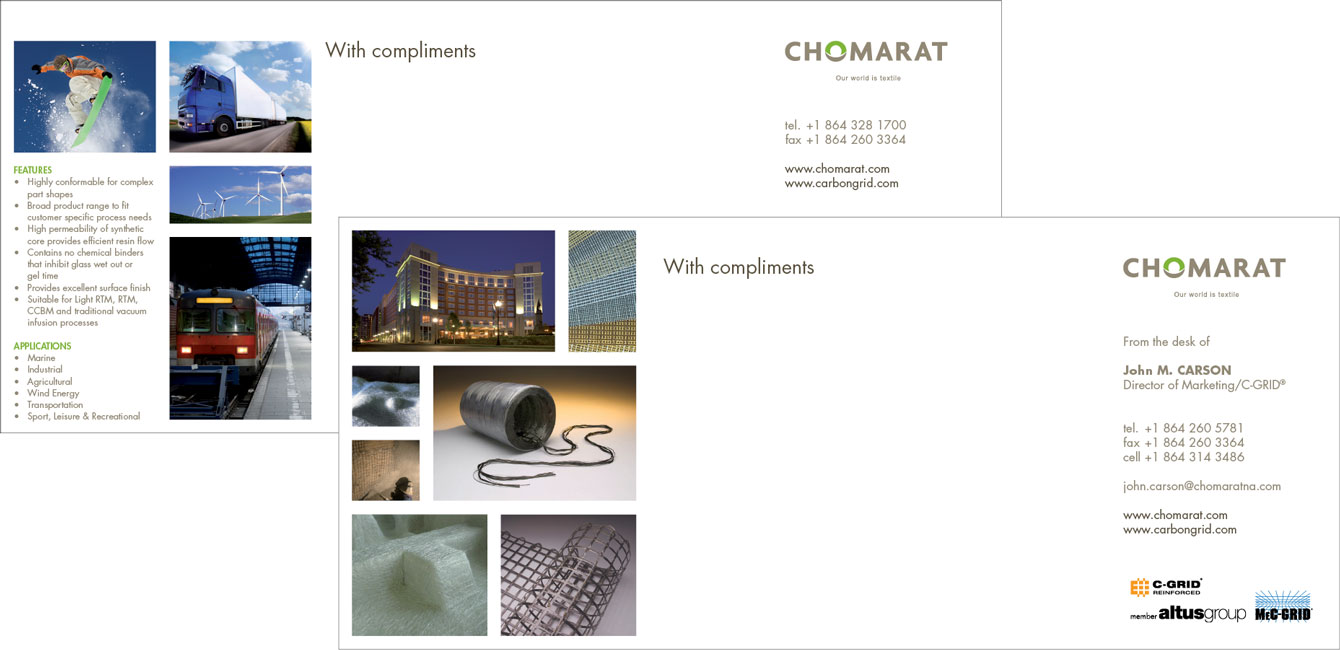 With compliments
CHOMARAT
Our world is textile
tel. +1 864 328 1700
fax +1 864 260 3364
www.chomarat.com
www.carbongrid.com
FEATURES
• Highly conformable for complex
part shapes
• Broad product range to fit
customer specific process needs
• High permeability of synthetic
core provides efficient resin flow
• Contains no chemical binders
that inhibit glass wet out or
gel time
• Provides excellent surface finish
• Suitable for Light RTM, RTM,
CCBM and traditional vacuum
infusion processes
APPLICATIONS
• Marine
• Industrial
• Agricultural
• Wind Energy
• Transportation
• Sport, Leisure & Recreational
With compliments
CHOMARAT
Our world is textile
From the desk of
John M. CARSON
Director of Marketing/C-GRID®
tel. +1 864 260 5781
fax +1 864 260 3364
cell +1 864 314 3486
john.carson@chomaratna.com
www.chomarat.com
www.carbongrid.com
C-GRID®
REINFORCED
member altusgroup
MeC-GRID®